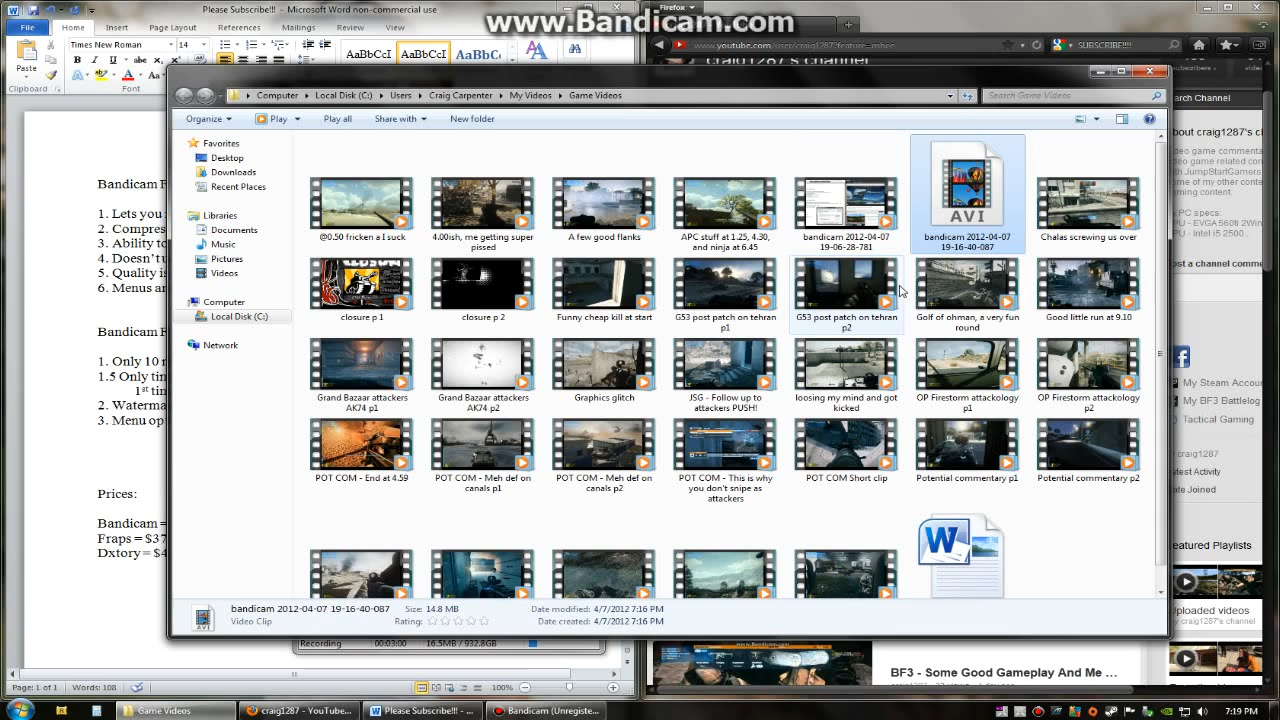 Please Subscribe!!! - Microsoft Word non-commercial use
www.Bandicam.com
Firefox
File Home Insert Page Layout References Mailings Review View
www.youtube.com/user/craig1287?feature=mhee
SUBSCRIBE!!!!
Paste
Times New Roman 14
AaBbCcI AaBbCcI AaBbCc
Clipboard Font
craig1287's channel
Computer Local Disk (C:) Users Craig Carpenter My Videos Game Videos
Search Game Videos
Organize Play Play all Share with New folder
Favorites
Desktop
Downloads
Recent Places
Libraries
Documents
Music
Pictures
Videos
Computer
Local Disk (C:)
Network
AVI
@0.50 fricken a I suck
4.00ish, me getting super pissed
A few good flanks
APC stuff at 1.25, 4.30, and ninja at 6.45
bandicam 2012-04-07 19-06-28-781
bandicam 2012-04-07 19-16-40-087
Chalas screwing us over
closure p 1
closure p 2
Funny cheap kill at start
G53 post patch on tehran p1
G53 post patch on tehran p2
Golf of ohman, a very fun round
Good little run at 9.10
Grand Bazaar attackers AK74 p1
Grand Bazaar attackers AK74 p2
Graphics glitch
JSG - Follow up to attackers PUSH!
loosing my mind and got kicked
OP Firestorm attackology p1
OP Firestorm attackology p2
POT COM - End at 4.59
POT COM - Meh def on canals p1
POT COM - Meh def on canals p2
POT COM - This is why you don't snipe as attackers
POT COM Short clip
Potential commentary p1
Potential commentary p2
bandicam 2012-04-07 19-16-40-087
Video Clip
Size: 14.8 MB
Rating:
Date modified: 4/7/2012 7:16 PM
Date created: 4/7/2012 7:16 PM
Bandicam
1. Lets you
2. Compres
3. Ability to
4. Doesn'tu
5. Quality is
6. Menus ar
Bandicam
1. Only 10 m
1.5 Only tin
1st tin
2. Waterma
3. Menu op
Prices:
Bandicam =
Fraps = $37
Dxtory = $4
subscribers
arch Channel
bout craig1287's c
My Steam Accou
My BF3 Battlelog
Tactical Gaming
craig1287
atest Activity
ate Joined
eatured Playlists
Uploaded videos
by craig1287's channel
BF3 - Some Good Gameplay And Me ...
Recording 00:03:00 16.5MB / 932.8GB
Page: 1 of 1 Words: 108 100%
Game Videos
craig1287 - YouTube...
Please Subscribe!!! - ...
Bandicam (Unregiste...
7:19 PM